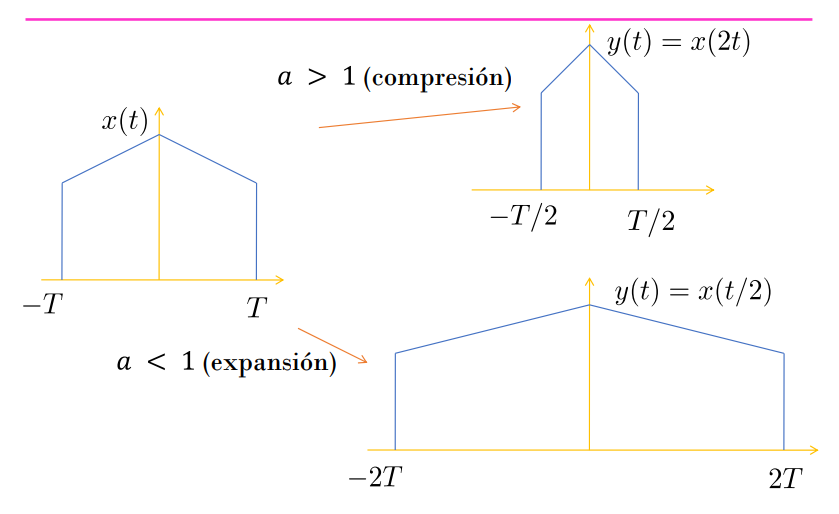 y(t) = x(2t)
a > 1 (compresión)
x(t)
−T/2
T/2
−T
T
y(t) = x(t/2)
a < 1 (expansión)
−2T
2T